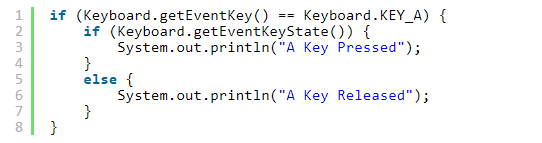 1 if (Keyboard.getEventKey() == Keyboard.KEY_A) {
2     if (Keyboard.getEventKeyState()) {
3         System.out.println("A Key Pressed");
4     }
5     else {
6         System.out.println("A Key Released");
7     }
8 }